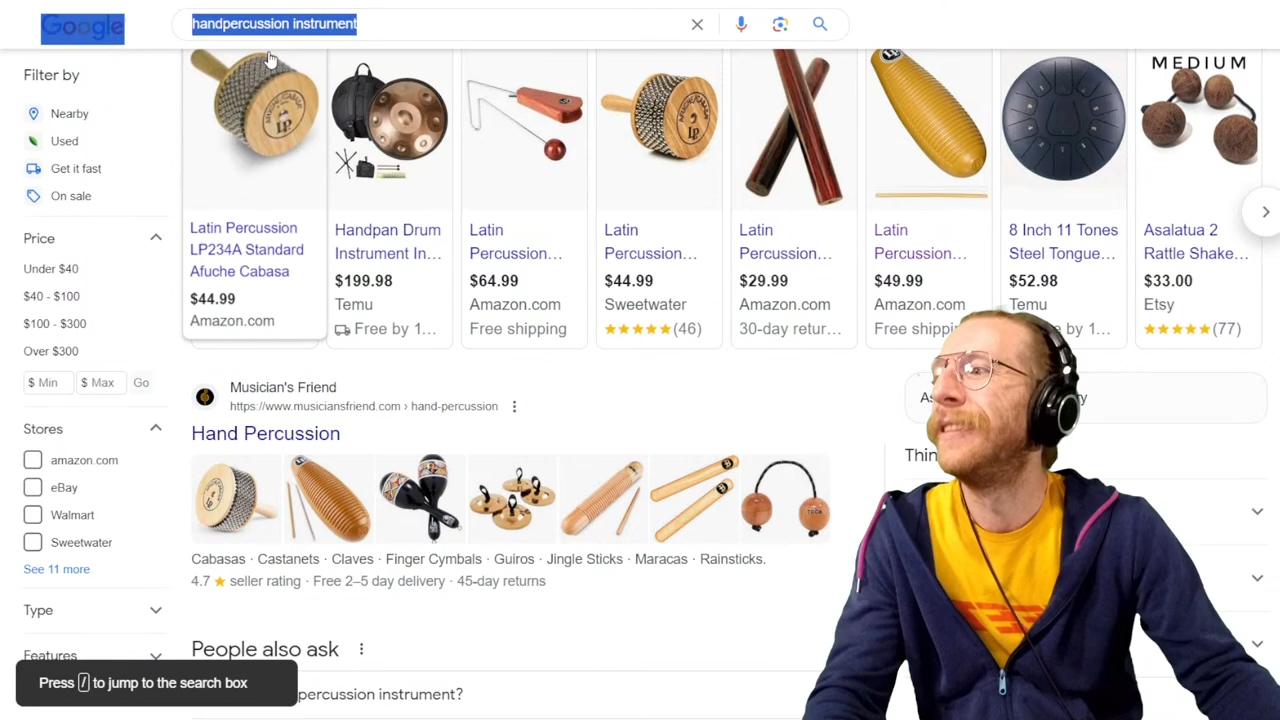 Google
handpercussion instrument
Filter by
Nearby
Used
Get it fast
On sale
Price
Under $40
$40 - $100
$100 - $300
Over $300
$ Min $ Max Go
Stores
amazon.com
eBay
Walmart
Sweetwater
See 11 more
Type
Features
Press / to jump to the search box
Latin Percussion
LP234A Standard
Afuche Cabasa
$44.99
Amazon.com
Handpan Drum
Instrument In...
$199.98
Temu
Free by 1...
Latin
Percussion...
$64.99
Amazon.com
Free shipping
Latin
Percussion...
$44.99
Sweetwater
(46)
Latin
Percussion...
$29.99
Amazon.com
30-day retur...
Latin
Percussion...
$49.99
Amazon.com
Free shippi
8 Inch 11 Tones
Steel Tongue...
$52.98
Temu
by 1...
MEDIUM
Asalatua 2
Rattle Shake...
$33.00
Etsy
(77)
Musician's Friend
https://www.musiciansfriend.com › hand-percussion
Hand Percussion
TOCA
Cabasas · Castanets · Claves · Finger Cymbals · Guiros · Jingle Sticks · Maracas · Rainsticks.
4.7 ★ seller rating · Free 2–5 day delivery · 45-day returns
People also ask
percussion instrument?